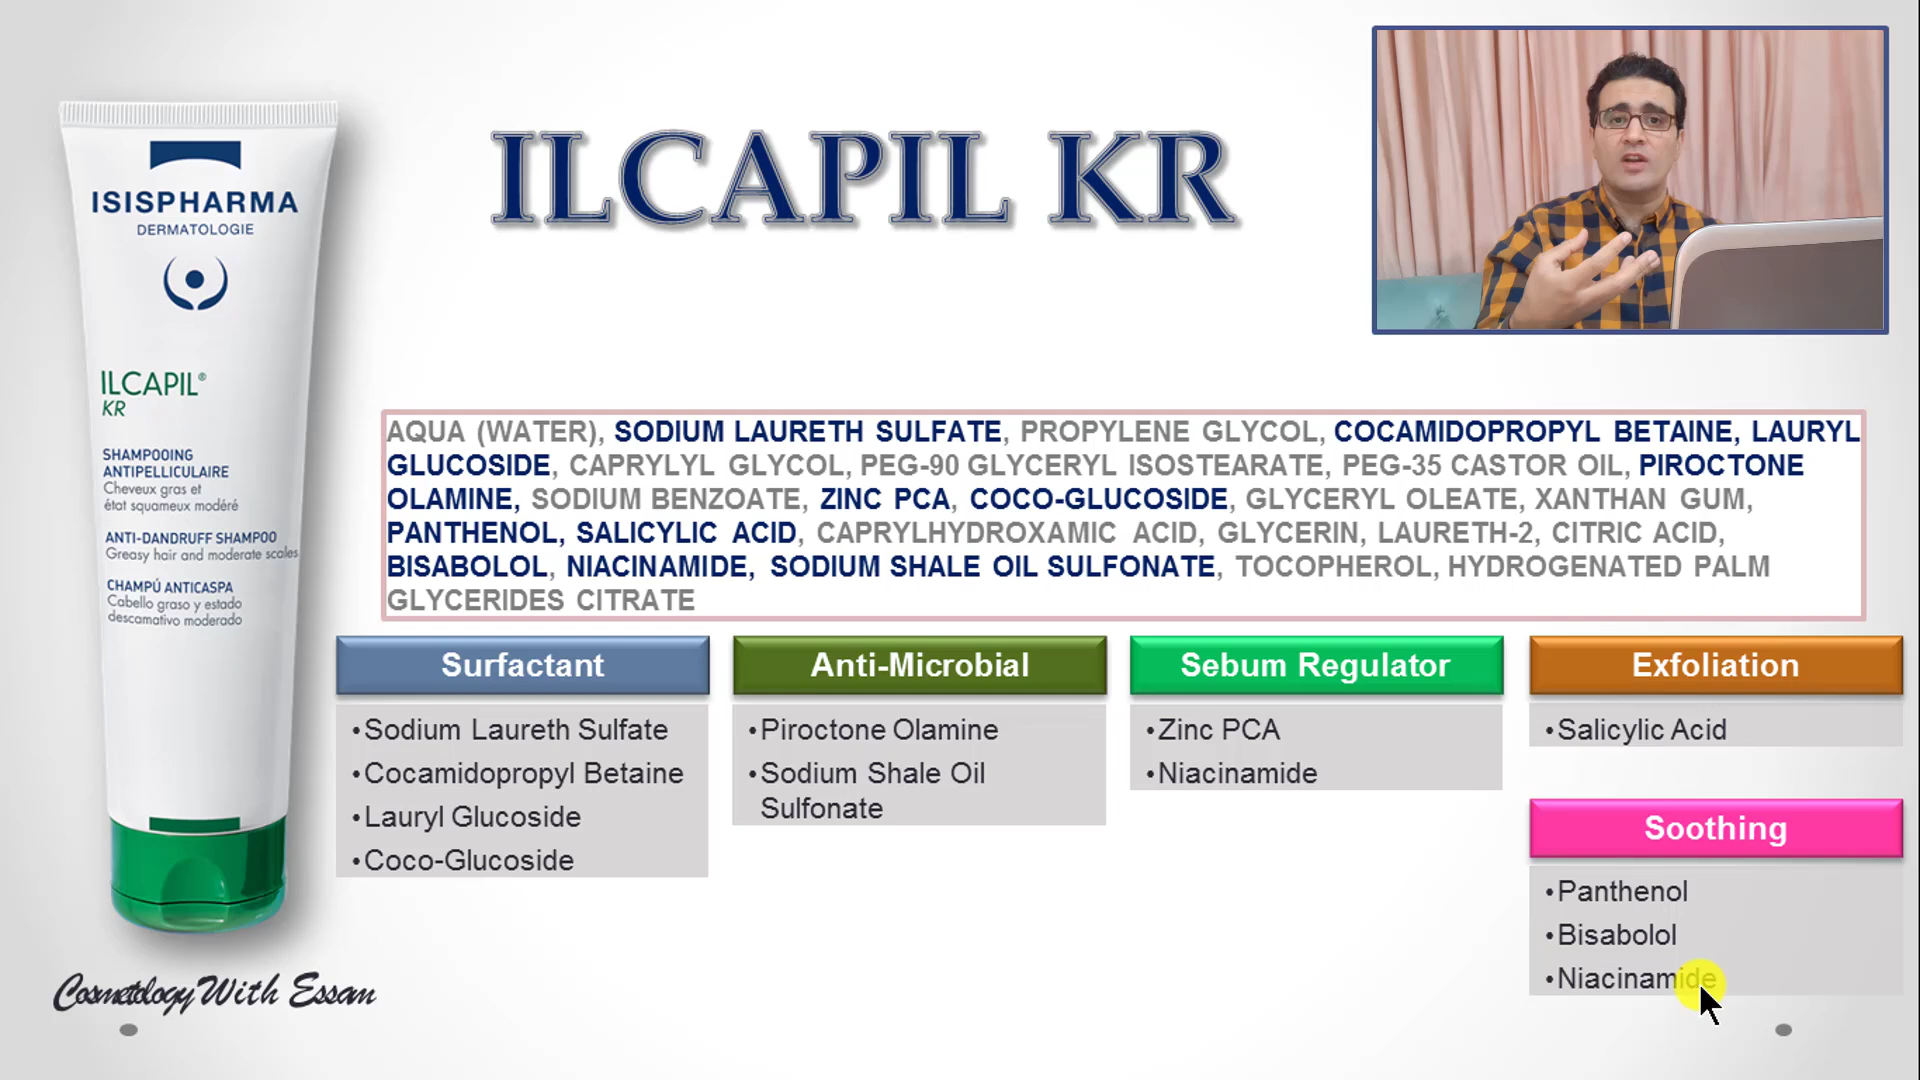 ISISPHARMA
DERMATOLOGIE
ILCAPIL®
KR
SHAMPOOING
ANTIPELLICULAIRE
Cheveux gras et
état squameux modéré
ANTI-DANDRUFF SHAMPOO
Greasy hair and moderate scales
CHAMPÚ ANTICASPA
Cabello graso y estado
descamativo moderado
ILCAPIL KR
AQUA (WATER), SODIUM LAURETH SULFATE, PROPYLENE GLYCOL, COCAMIDOPROPYL BETAINE, LAURYL
GLUCOSIDE, CAPRYLYL GLYCOL, PEG-90 GLYCERYL ISOSTEARATE, PEG-35 CASTOR OIL, PIROCTONE
OLAMINE, SODIUM BENZOATE, ZINC PCA, COCO-GLUCOSIDE, GLYCERYL OLEATE, XANTHAN GUM,
PANTHENOL, SALICYLIC ACID, CAPRYLHYDROXAMIC ACID, GLYCERIN, LAURETH-2, CITRIC ACID,
BISABOLOL, NIACINAMIDE, SODIUM SHALE OIL SULFONATE, TOCOPHEROL, HYDROGENATED PALM
GLYCERIDES CITRATE
Surfactant
•Sodium Laureth Sulfate
•Cocamidopropyl Betaine
•Lauryl Glucoside
•Coco-Glucoside
Anti-Microbial
•Piroctone Olamine
•Sodium Shale Oil
Sulfonate
Sebum Regulator
•Zinc PCA
•Niacinamide
Exfoliation
•Salicylic Acid
Soothing
•Panthenol
•Bisabolol
•Niacinamide
Cosmetology With Essam